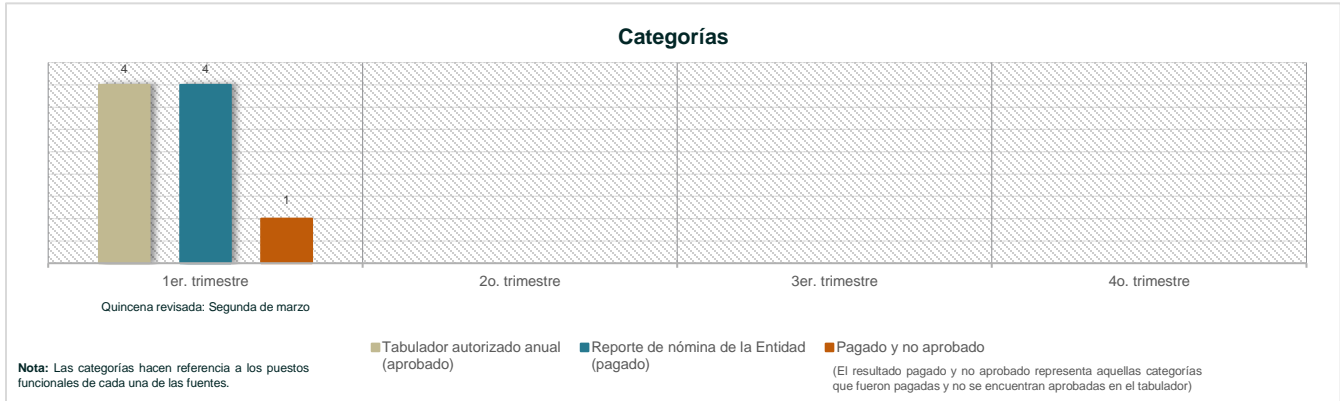 Categorías
4
4
1
1er. trimestre
2o. trimestre
3er. trimestre
4o. trimestre
Quincena revisada: Segunda de marzo
Tabulador autorizado anual
(aprobado)
Reporte de nómina de la Entidad
(pagado)
Pagado y no aprobado
(El resultado pagado y no aprobado representa aquellas categorías
que fueron pagadas y no se encuentran aprobadas en el tabulador)
Nota: Las categorías hacen referencia a los puestos
funcionales de cada una de las fuentes.